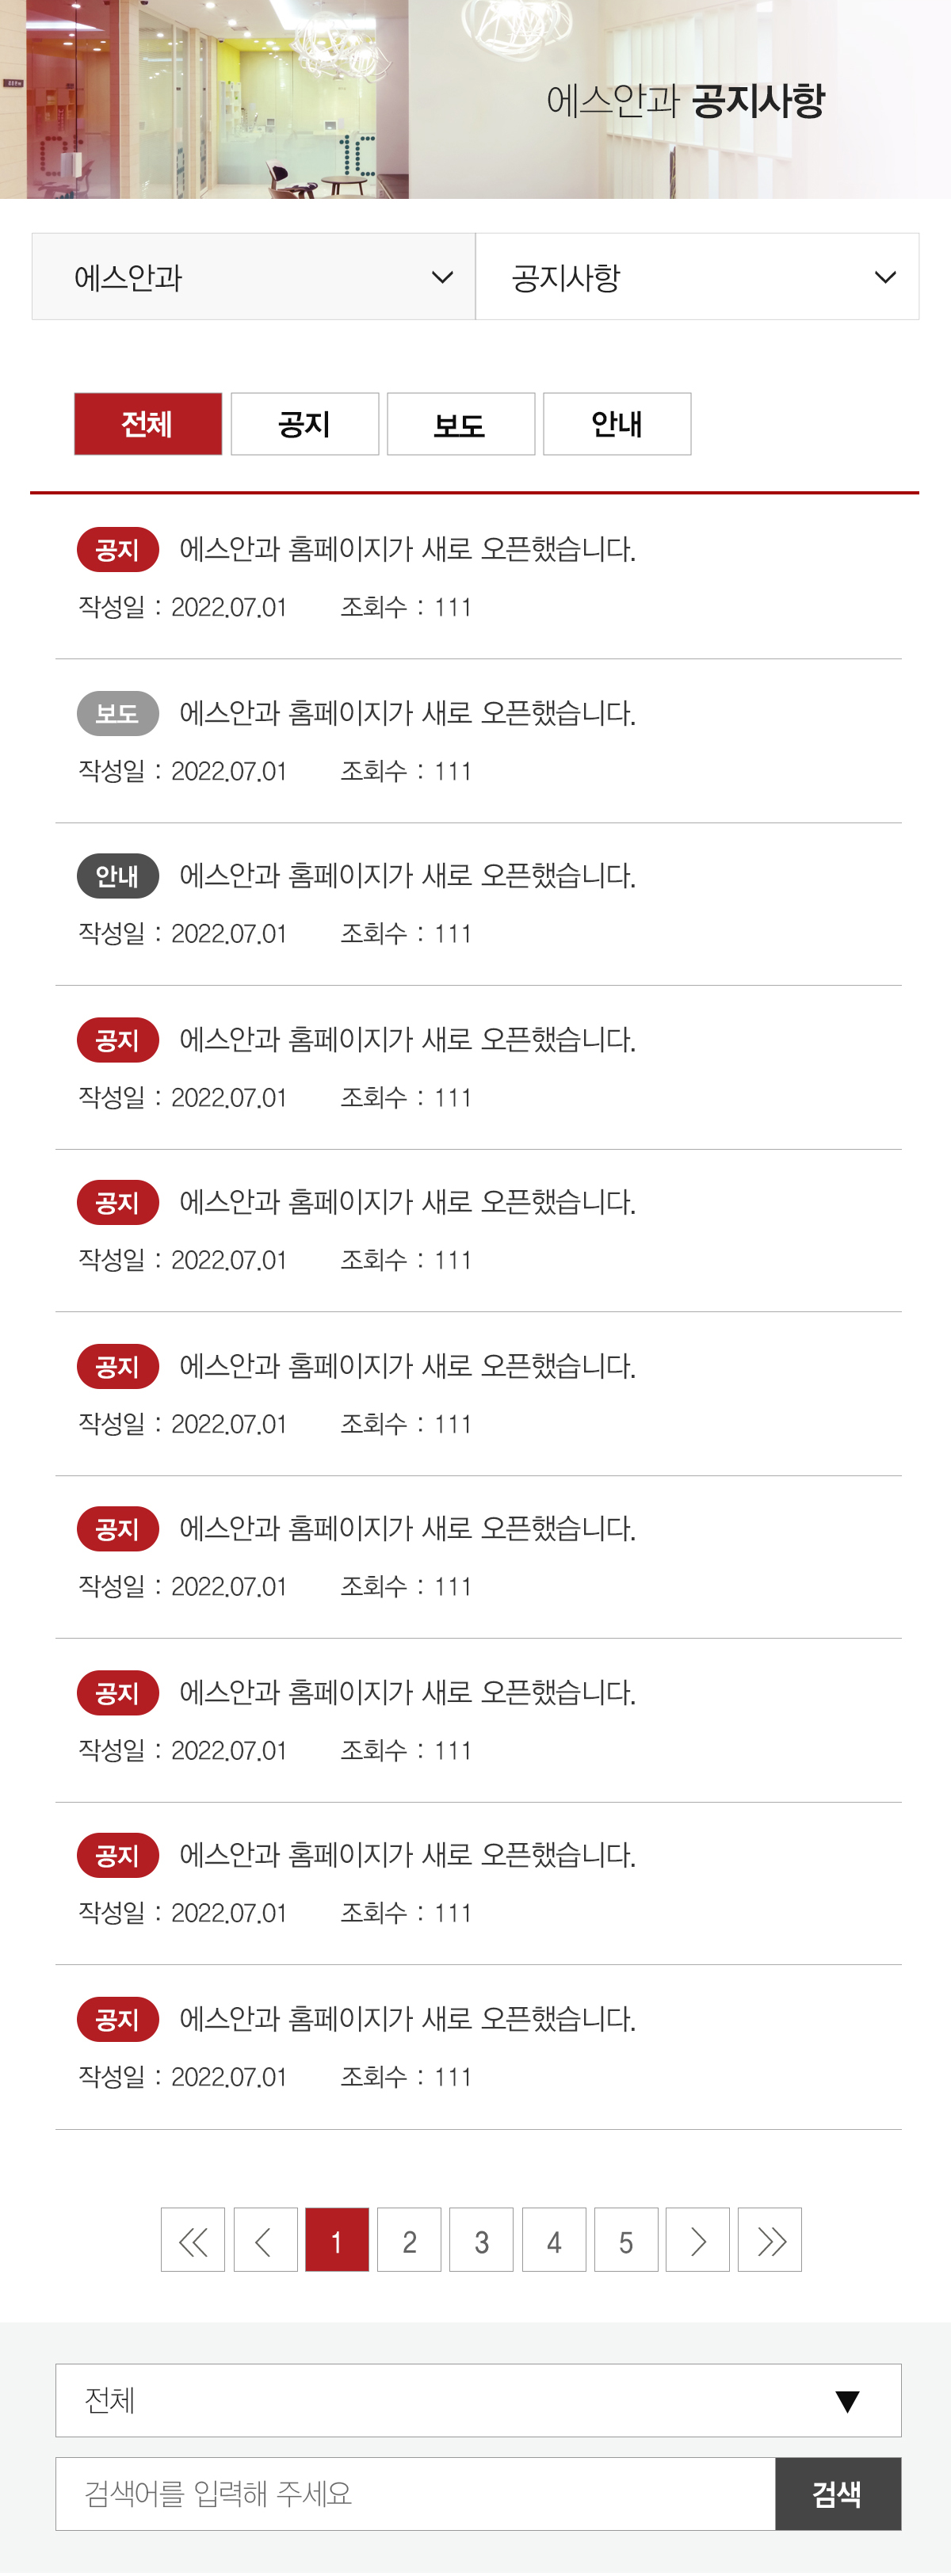 에스안과 공지사항
에스안과
공지사항
전체 공지 보도 안내
공지 에스안과 홈페이지가 새로 오픈했습니다.
작성일 : 2022.07.01 조회수 : 111
보도 에스안과 홈페이지가 새로 오픈했습니다.
작성일 : 2022.07.01 조회수 : 111
안내 에스안과 홈페이지가 새로 오픈했습니다.
작성일 : 2022.07.01 조회수 : 111
공지 에스안과 홈페이지가 새로 오픈했습니다.
작성일 : 2022.07.01 조회수 : 111
공지 에스안과 홈페이지가 새로 오픈했습니다.
작성일 : 2022.07.01 조회수 : 111
공지 에스안과 홈페이지가 새로 오픈했습니다.
작성일 : 2022.07.01 조회수 : 111
공지 에스안과 홈페이지가 새로 오픈했습니다.
작성일 : 2022.07.01 조회수 : 111
공지 에스안과 홈페이지가 새로 오픈했습니다.
작성일 : 2022.07.01 조회수 : 111
공지 에스안과 홈페이지가 새로 오픈했습니다.
작성일 : 2022.07.01 조회수 : 111
공지 에스안과 홈페이지가 새로 오픈했습니다.
작성일 : 2022.07.01 조회수 : 111
1 2 3 4 5
전체
검색어를 입력해 주세요 검색